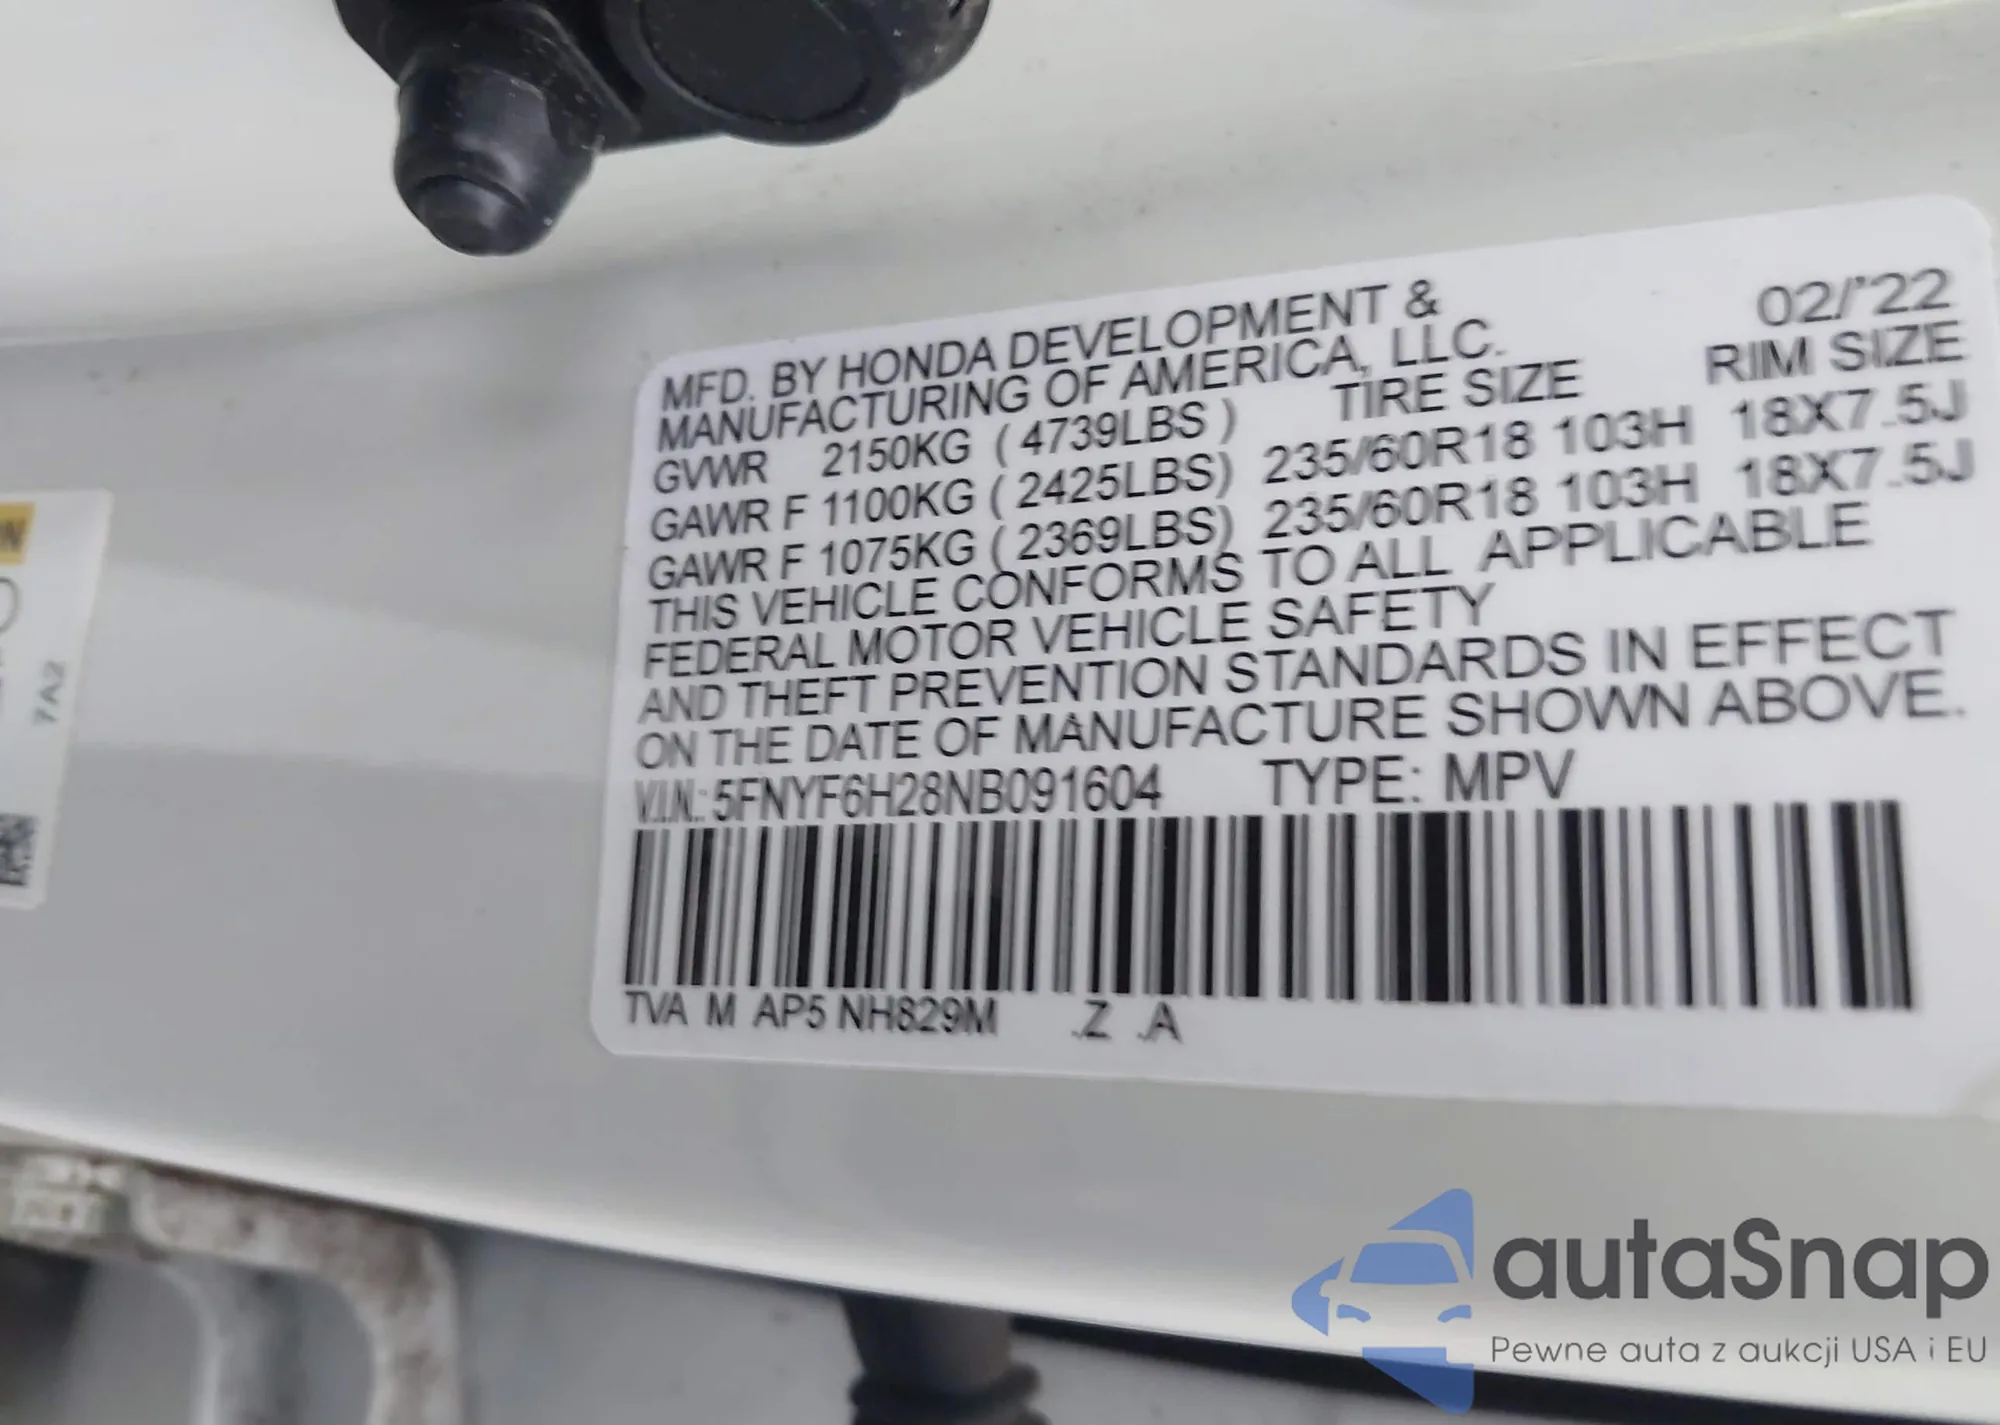 MFD. BY HONDA DEVELOPMENT & 02/'22
MANUFACTURING OF AMERICA, LLC.
TIRE SIZE RIM SIZE
GVWR 2150KG ( 4739LBS )
GAWR F 1100KG ( 2425LBS) 235/60R18 103H 18X7.5J
GAWR F 1075KG ( 2369LBS) 235/60R18 103H 18X7.5J
THIS VEHICLE CONFORMS TO ALL APPLICABLE
FEDERAL MOTOR VEHICLE SAFETY
AND THEFT PREVENTION STANDARDS IN EFFECT
ON THE DATE OF MANUFACTURE SHOWN ABOVE.
V.I.N.: 5FNYF6H28NB091604 TYPE: MPV
TVA M AP5 NH829M .Z .A
7A2
autaSnap
Pewne auta z aukcji USA i EU